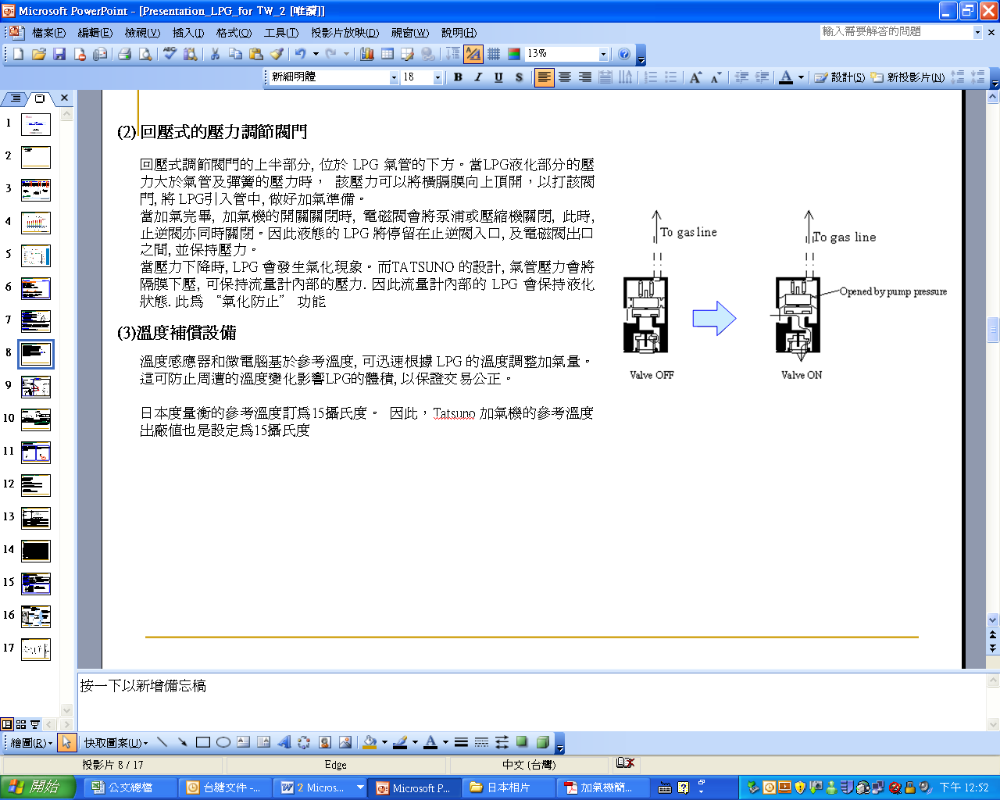 Microsoft PowerPoint - [Presentation_LPG_for TW_2 [唯讀]]
檔案(F) 編輯(E) 檢視(V) 插入(I) 格式(O) 工具(T) 投影片放映(D) 視窗(W) 說明(H) 輸入需要解答的問題
13%
新細明體 18 B I U S 設計(S) 新投影片(N)
(2) 回壓式的壓力調節閥門
回壓式調節閥門的上半部分, 位於 LPG 氣管的下方。當LPG液化部分的壓
力大於氣管及彈簧的壓力時， 該壓力可以將橫膈膜向上頂開，以打該閥
門, 將 LPG引入管中, 做好加氣準備。
當加氣完畢, 加氣機的開關關閉時, 電磁閥會將泵浦或壓縮機關閉, 此時,
止逆閥亦同時關閉。因此液態的 LPG 將停留在止逆閥入口, 及電磁閥出口
之間, 並保持壓力。
當壓力下降時, LPG 會發生氣化現象。而TATSUNO 的設計, 氣管壓力會將
隔膜下壓, 可保持流量計內部的壓力. 因此流量計內部的 LPG 會保持液化
狀態. 此為 “氣化防止” 功能
(3)溫度補償設備
溫度感應器和微電腦基於參考溫度, 可迅速根據 LPG 的溫度調整加氣量。
這可防止周遭的溫度變化影響LPG的體積, 以保證交易公正。
日本度量衡的參考溫度訂為15攝氏度。 因此，Tatsuno 加氣機的參考溫度
出廠值也是設定為15攝氏度
To gas line
To gas line
Opened by pump pressure
Valve OFF
Valve ON
1
2
3
4
5
6
7
8
9
10
11
12
13
14
15
16
17
按一下以新增備忘稿
繪圖(R) 快取圖案(U)
投影片 8 / 17 Edge 中文 (台灣)
開始 公文總檔 台緒文件 -... 2 Micros... Microsoft P... 日本相片 加氣機簡... 下午 12:52